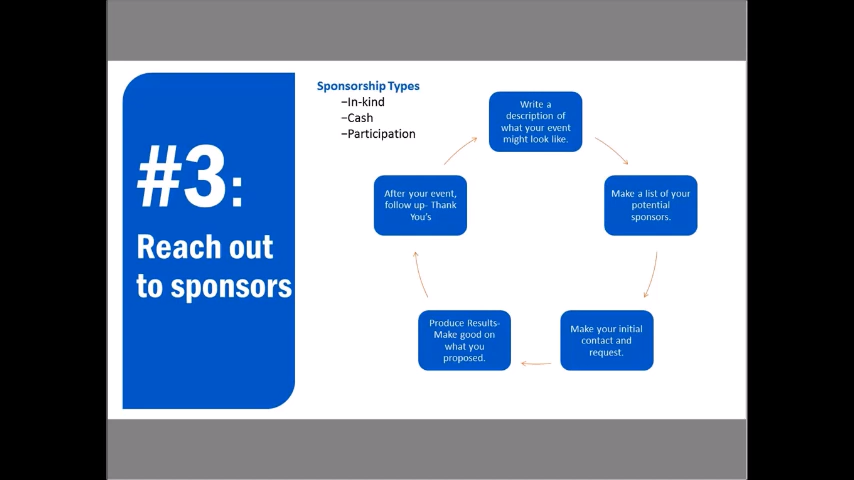 #3:
Reach out
to sponsors
Sponsorship Types
–In-kind
–Cash
–Participation
Write a
description of
what your event
might look like.
Make a list of your
potential
sponsors.
Make your initial
contact and
request.
Produce Results-
Make good on
what you
proposed.
After your event,
follow up- Thank
You's